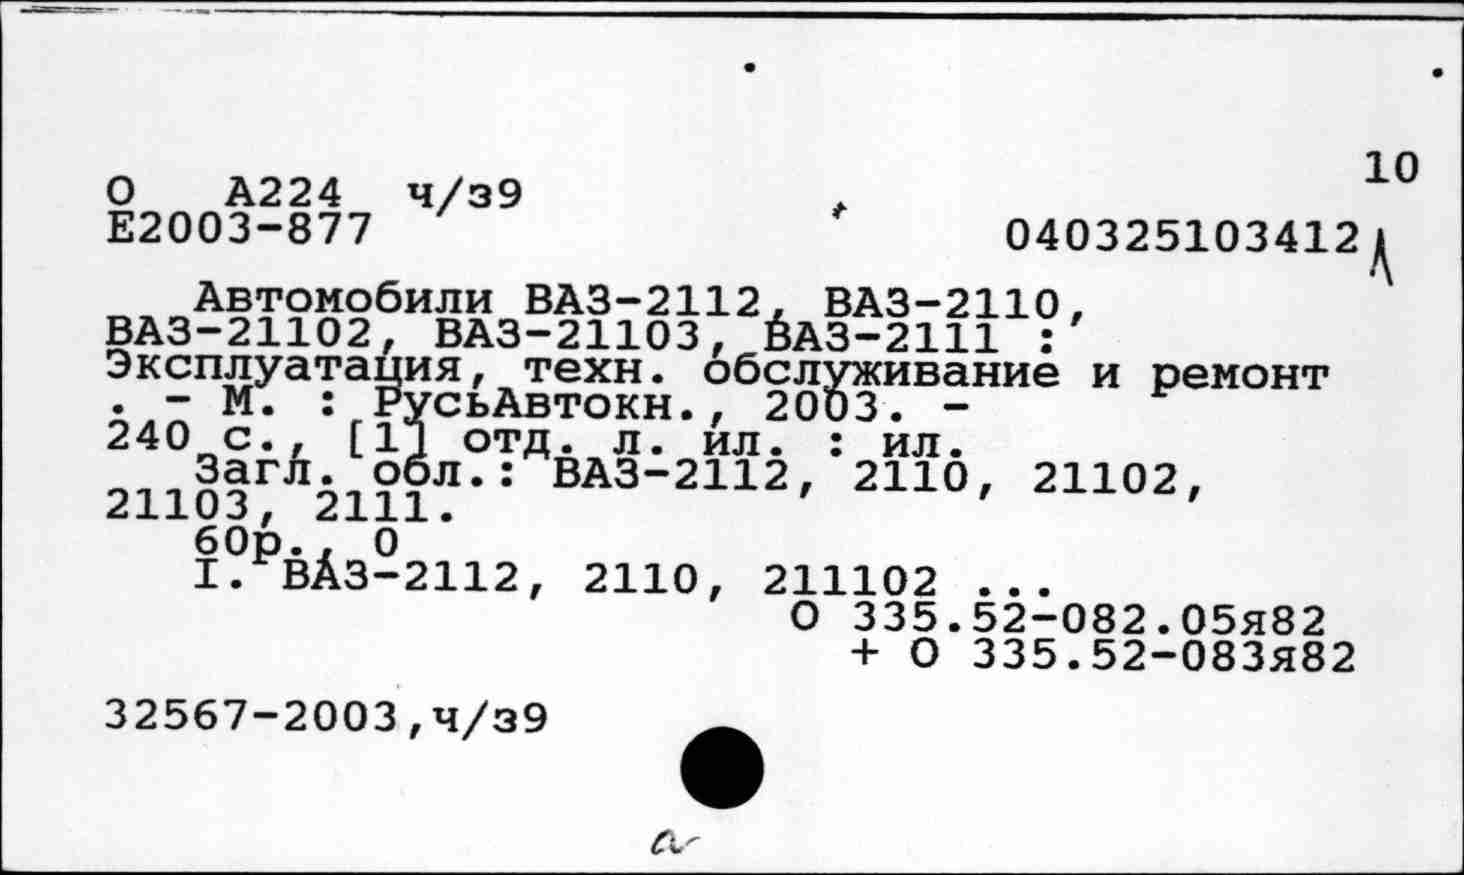 10
О А224 ч/з9
Е2003-877
040325103412
Автомобили ВАЗ-2112, ВАЗ-2110,
ВАЗ-21102, ВАЗ-21103, ВАЗ-2111 :
Эксплуатация, техн. обслуживание и ремонт
. - М. : РусьАвтокн., 2003. -
240 с., [1] отд. л. ил. : ил.
Загл. обл.: ВАЗ-2112, 2110, 21102,
21103, 2111.
60р., 0
I. ВАЗ-2112, 2110, 211102 ...
О 335.52-082.05я82
+ О 335.52-083я82
32567-2003,ч/з9